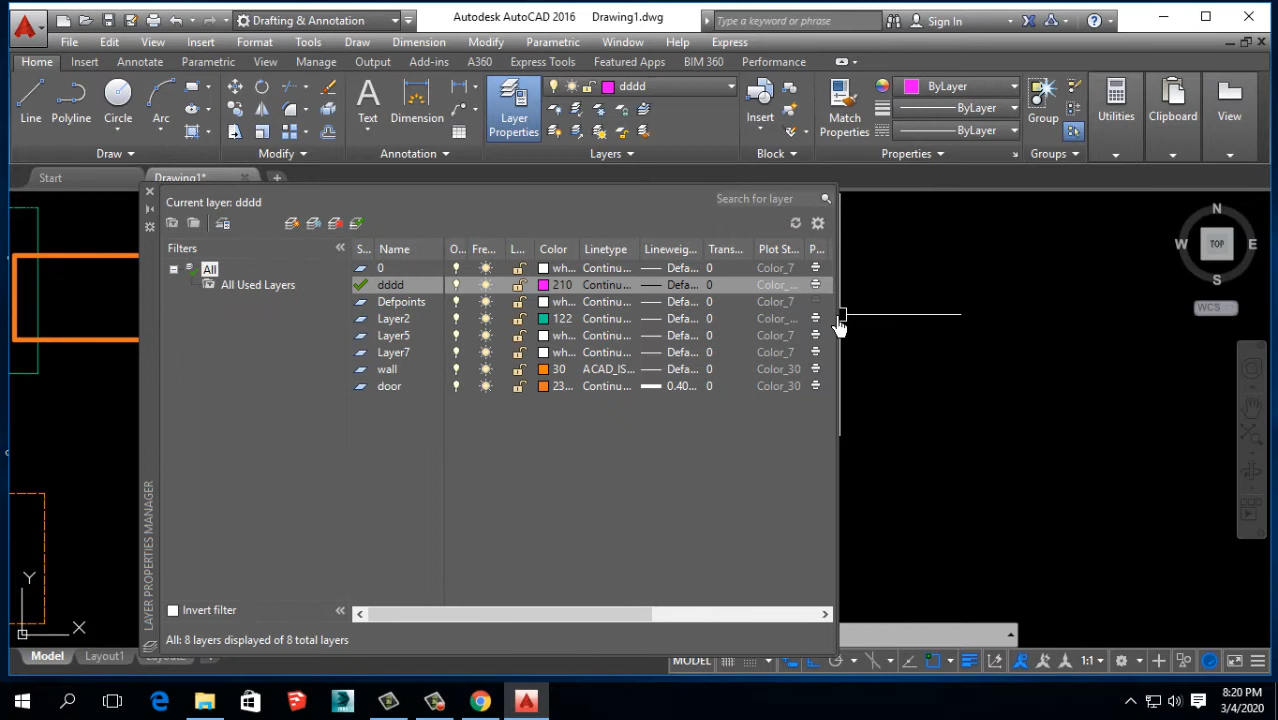 Drafting & Annotation
Autodesk AutoCAD 2016 Drawing1.dwg
Type a keyword or phrase
Sign In
File Edit View Insert Format Tools Draw Dimension Modify Parametric Window Help Express
Home Insert Annotate Parametric View Manage Output Add-ins A360 Express Tools Featured Apps BIM 360 Performance
Line Polyline Circle Arc
Text Dimension
Layer Properties
dddd
Insert
Match Properties
ByLayer
ByLayer
ByLayer
Group
Utilities Clipboard View
Draw Modify Annotation Layers Block Properties Groups
Start Drawing1*
Current layer: dddd
Search for layer
Filters
All
All Used Layers
S... Name O.. Fre... L... Color Linetype Lineweig... Trans... Plot St... P...
0 wh... Continu... Defa... 0 Color_7
dddd 210 Continu... Defa... 0 Color_...
Defpoints wh... Continu... Defa... 0 Color_7
Layer2 122 Continu... Defa... 0 Color_...
Layer5 wh... Continu... Defa... 0 Color_7
Layer7 wh... Continu... Defa... 0 Color_7
wall 30 ACAD_IS... Defa... 0 Color_30
door 23... Continu... 0.40... 0 Color_30
LAYER PROPERTIES MANAGER
Invert filter
All: 8 layers displayed of 8 total layers
N
W TOP E
S
WCS
Y
X
Model Layout1
MODEL 1:1
8:20 PM
3/4/2020